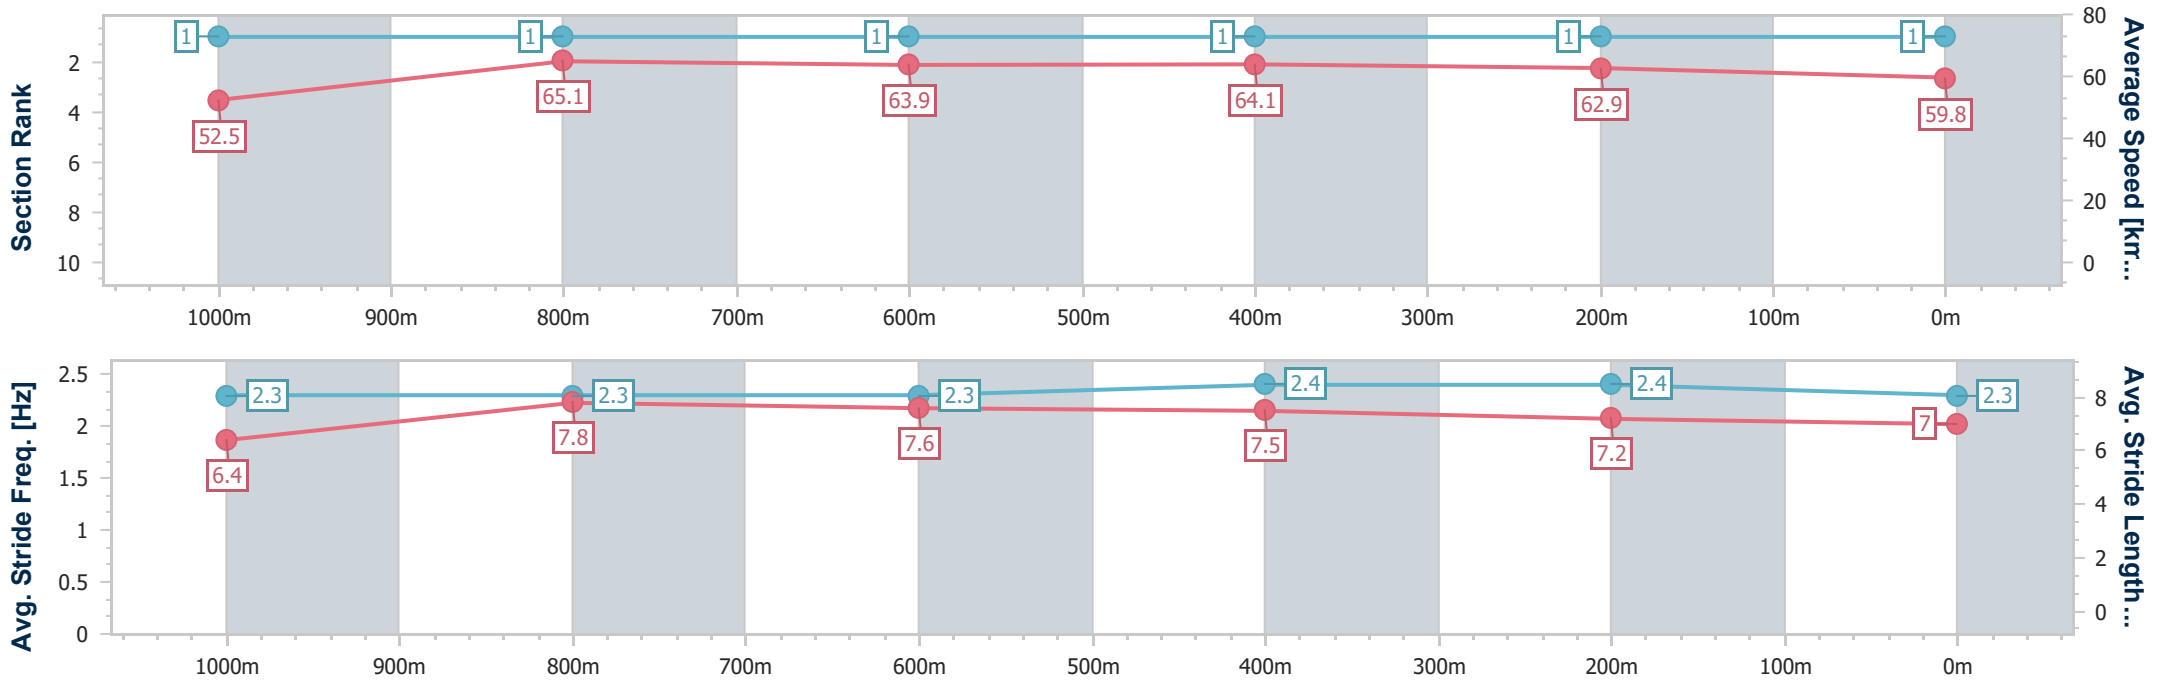 Section Rank
2
4
6
8
10
1
1
1
1
1
1
52.5
65.1
63.9
64.1
62.9
59.8
80
60
40
20
0
Average Speed [km...
1000m
900m
800m
700m
600m
500m
400m
300m
200m
100m
0m
Avg. Stride Freq. [Hz]
2.5
2
1.5
1
0.5
0
2.3
2.3
2.3
2.4
2.4
2.3
6.4
7.8
7.6
7.5
7.2
7
8
6
4
2
0
Avg. Stride Length...
1000m
900m
800m
700m
600m
500m
400m
300m
200m
100m
0m